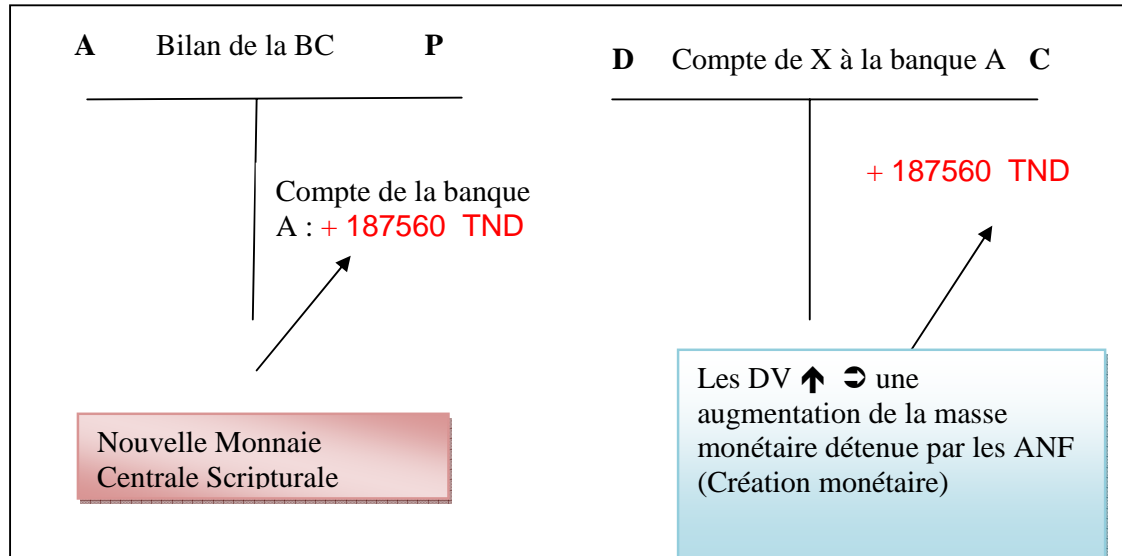 A Bilan de la BC P
D Compte de X à la banque A C
Compte de la banque
A : + 187560 TND
+ 187560 TND
Nouvelle Monnaie
Centrale Scripturale
Les DV 🡹 ➲ une
augmentation de la masse
monétaire détenue par les ANF
(Création monétaire)